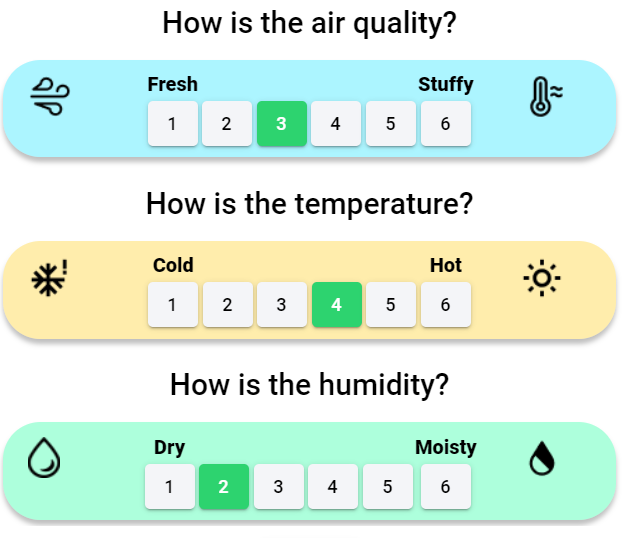 How is the air quality?
Fresh Stuffy
1 2 3 4 5 6
How is the temperature?
Cold Hot
1 2 3 4 5 6
How is the humidity?
Dry Moisty
1 2 3 4 5 6